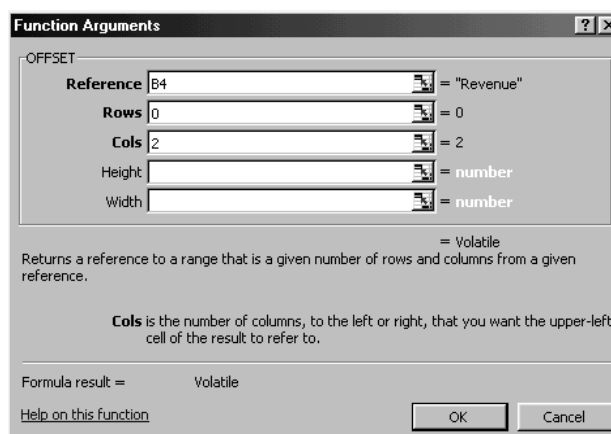 Function Arguments
OFFSET
Reference B4 = "Revenue"
Rows 0 = 0
Cols 2 = 2
Height = number
Width = number
= Volatile
Returns a reference to a range that is a given number of rows and columns from a given
reference.
Cols is the number of columns, to the left or right, that you want the upper-left
cell of the result to refer to.
Formula result = Volatile
Help on this function OK Cancel